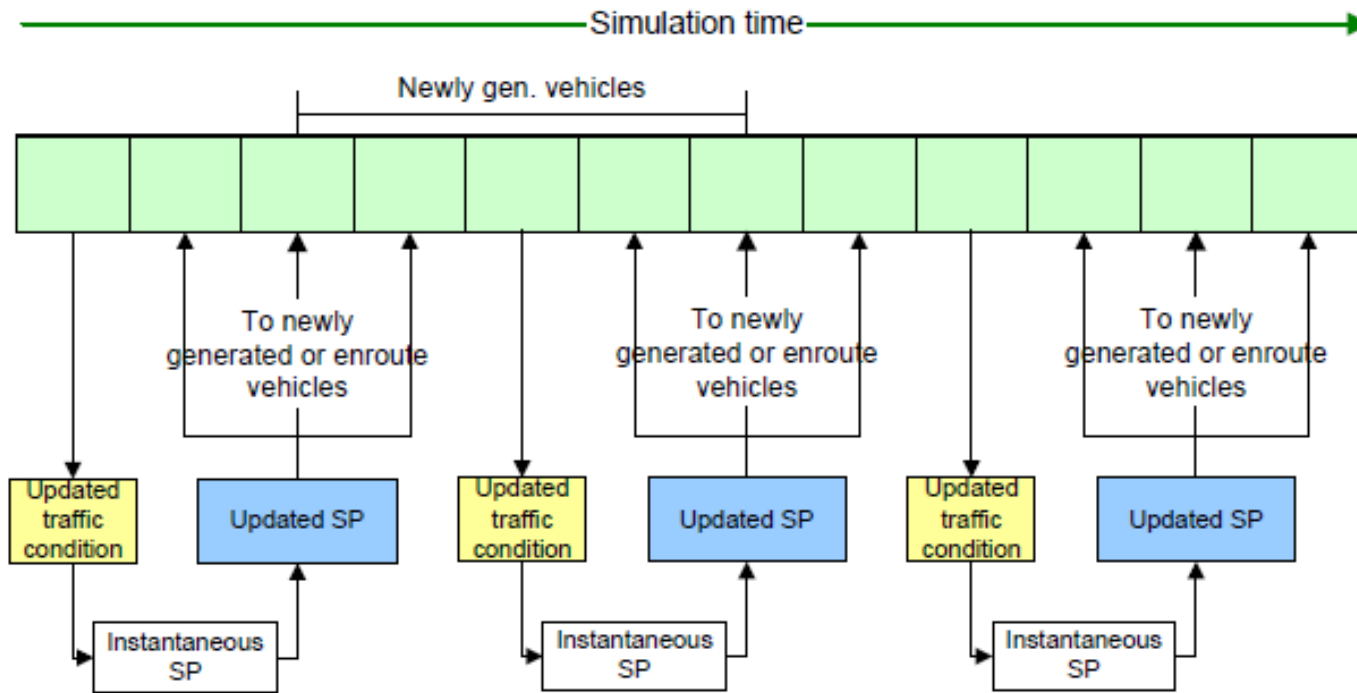 Simulation time
Newly gen. vehicles
To newly
generated or enroute
vehicles
To newly
generated or enroute
vehicles
To newly
generated or enroute
vehicles
Updated
traffic
condition
Updated SP
Updated
traffic
condition
Updated SP
Updated
traffic
condition
Updated SP
Instantaneous
SP
Instantaneous
SP
Instantaneous
SP